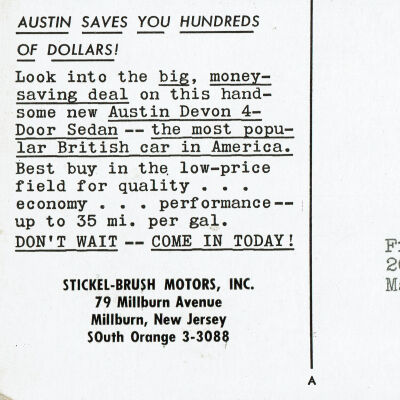 AUSTIN SAVES YOU HUNDREDS
OF DOLLARS!
Look into the big, money-
saving deal on this hand-
some new Austin Devon 4-
Door Sedan -- the most popu-
lar British car in America.
Best buy in the low-price
field for quality . . .
economy . . . performance--
up to 35 mi. per gal.
DON'T WAIT -- COME IN TODAY!
STICKEL-BRUSH MOTORS, INC.
79 Millburn Avenue
Millburn, New Jersey
SOuth Orange 3-3088
A